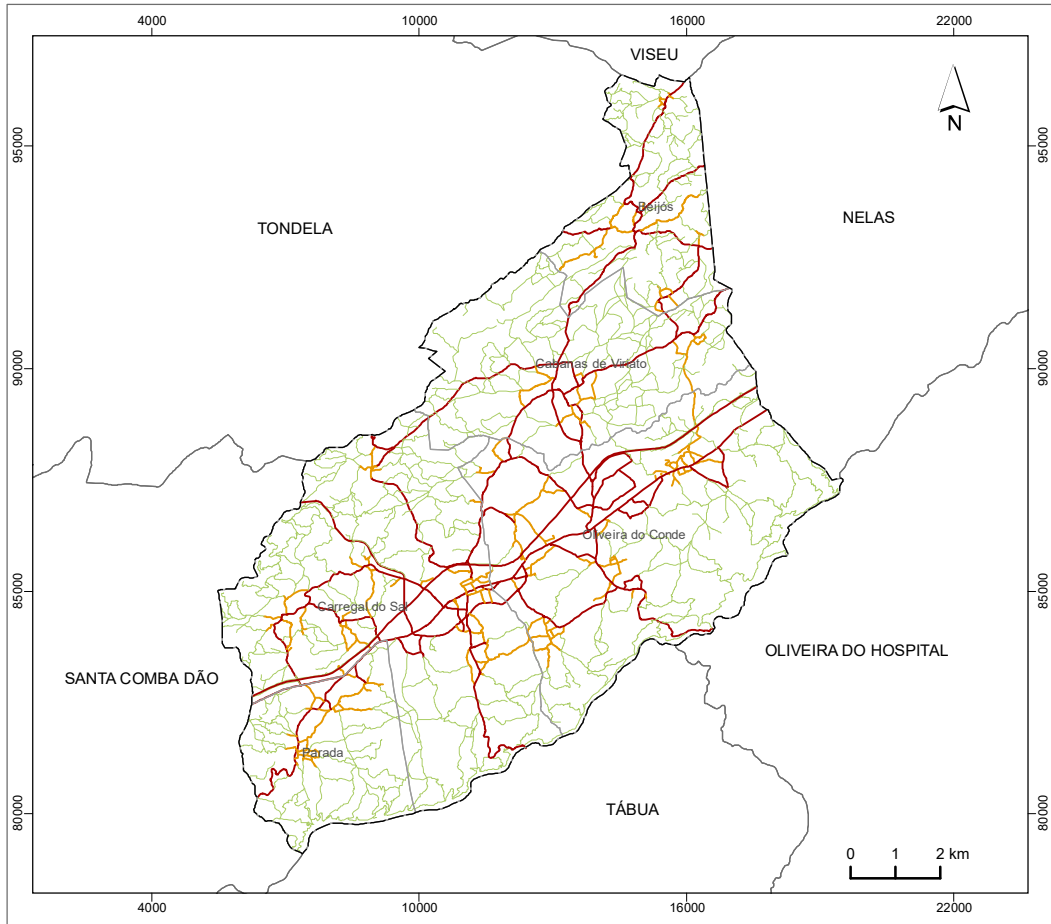 4000 10000 16000 22000
VISEU
N
95000 95000
Beijós
TONDELA
NELAS
90000 90000
Cabanas de Viriato
Oliveira do Conde
85000 85000
Carregal do Sal
OLIVEIRA DO HOSPITAL
SANTA COMBA DÃO
Parada
TÁBUA
80000 80000
0 1 2 km
4000 10000 16000 22000